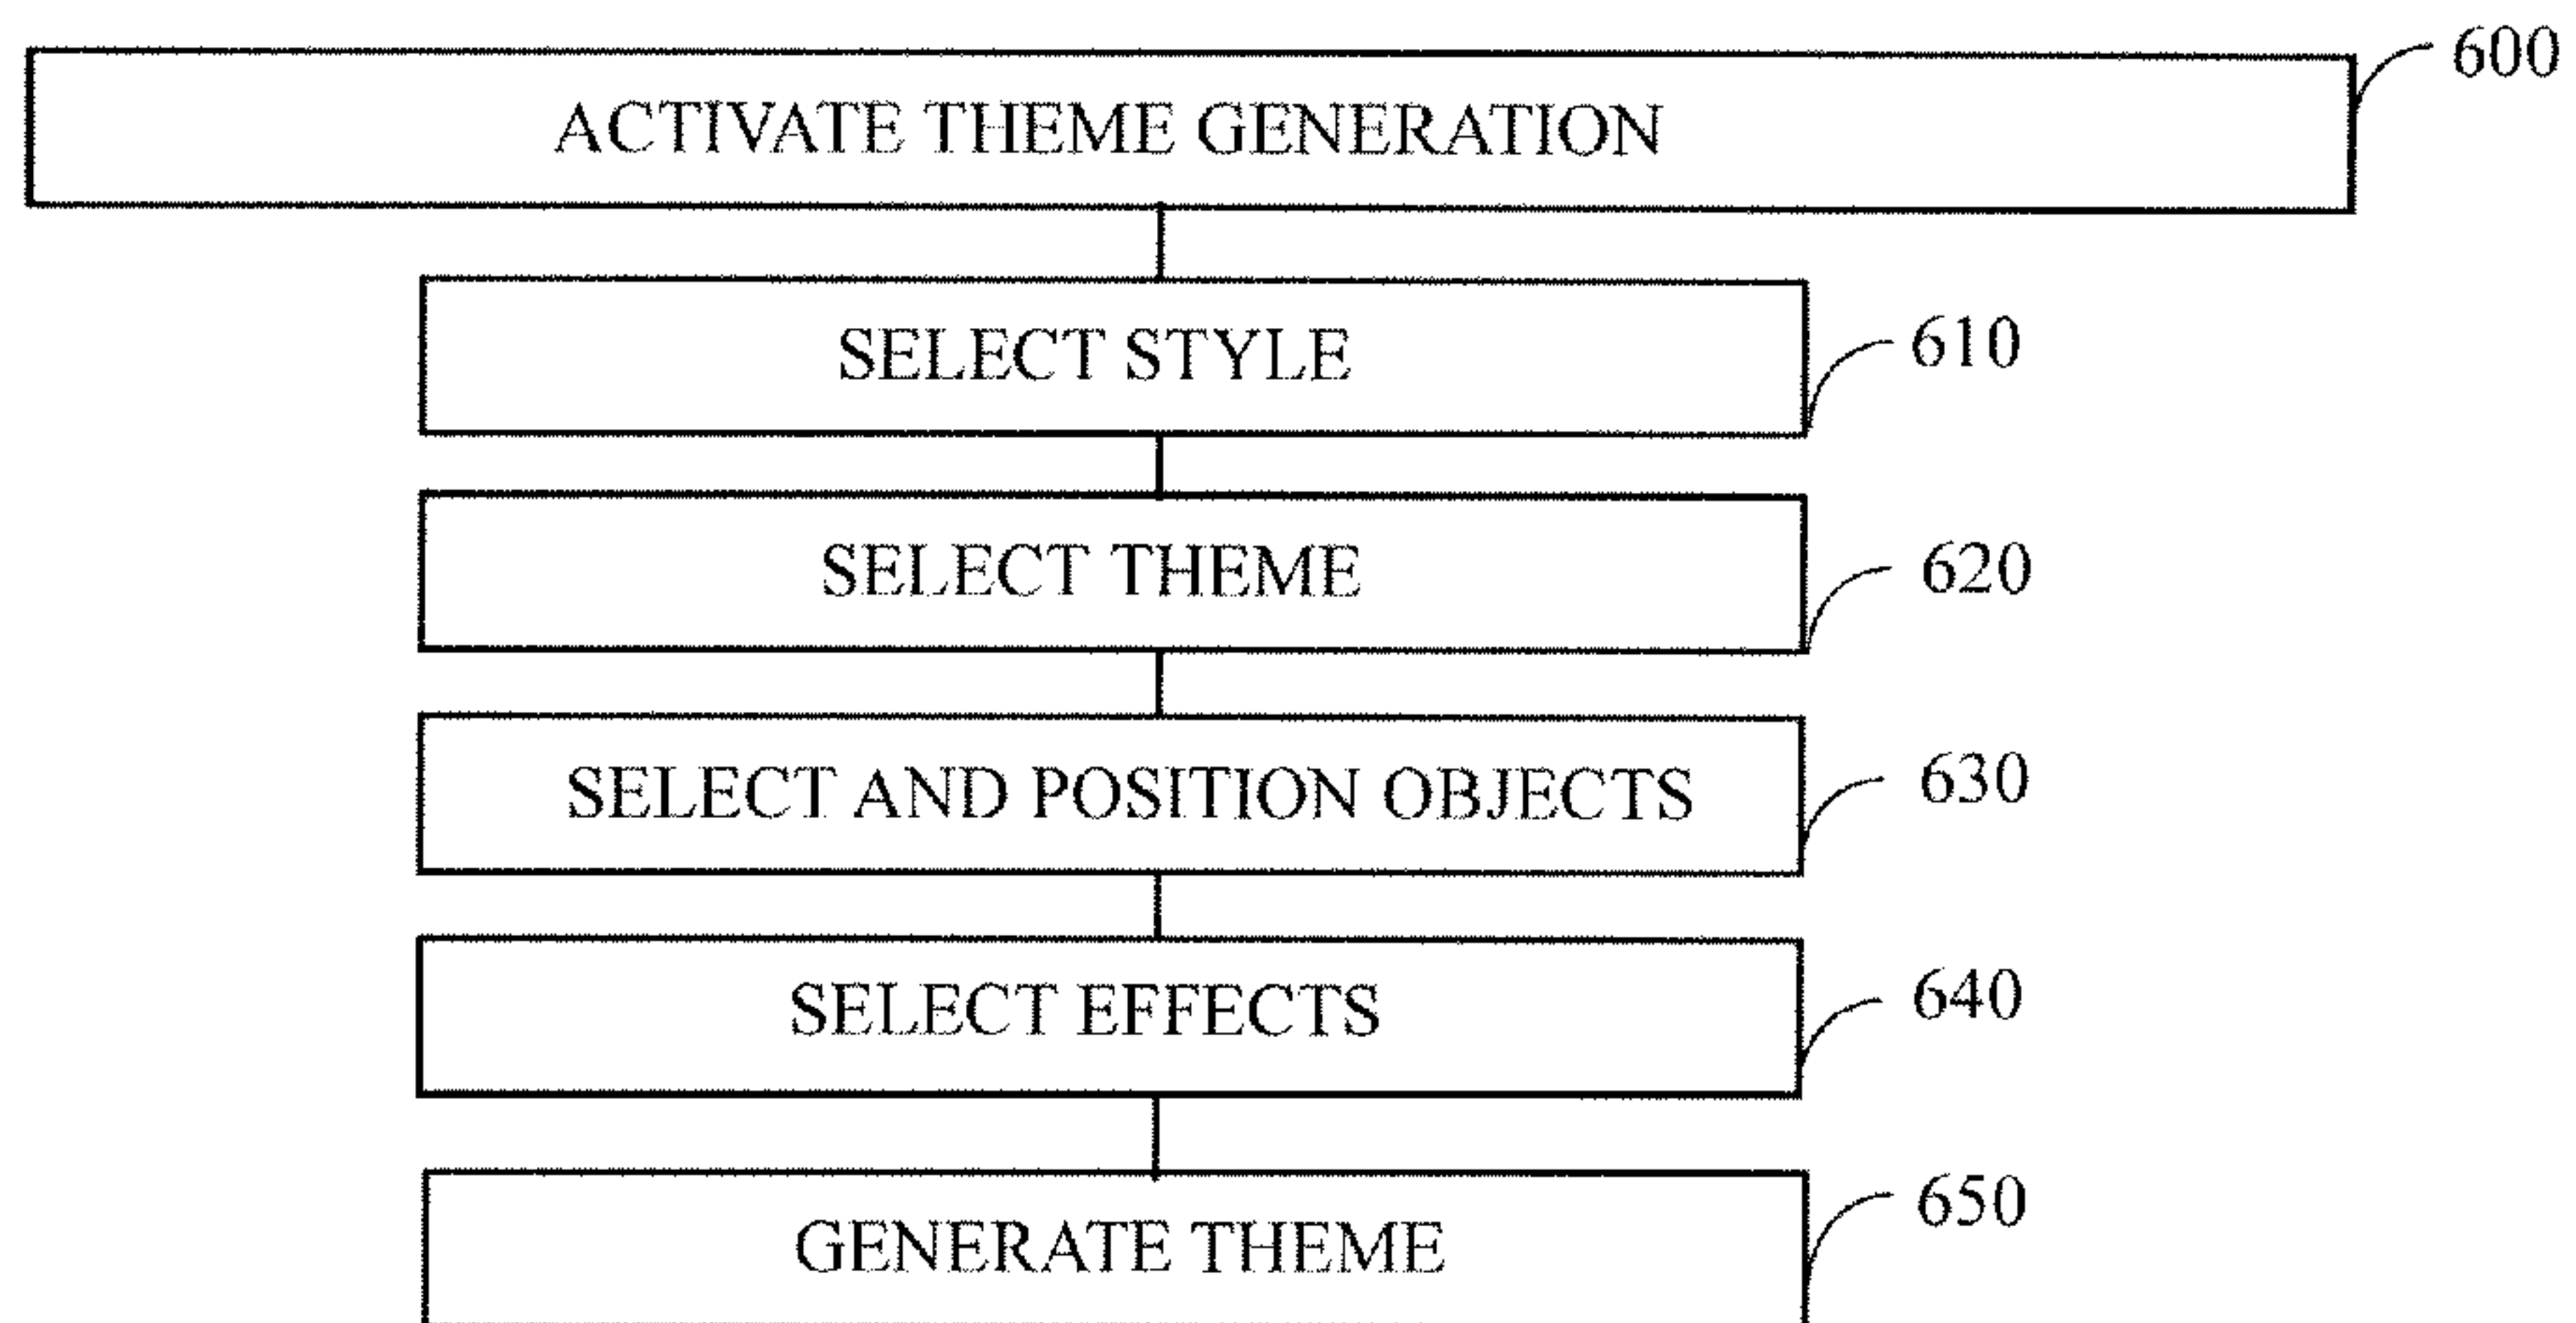 600
ACTIVATE THEME GENERATION
SELECT STYLE
610
SELECT THEME
620
SELECT AND POSITION OBJECTS
630
SELECT EFFECTS
640
GENERATE THEME
650